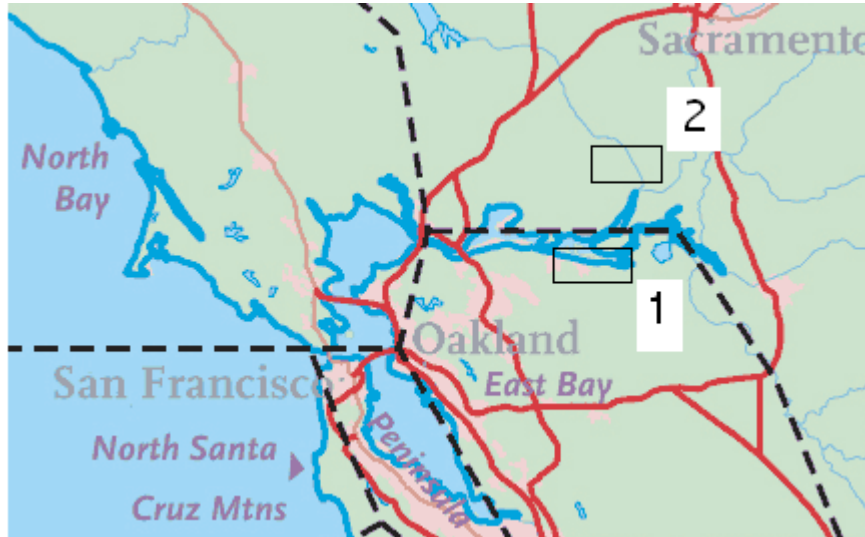 Sacramento
2
North
Bay
1
Oakland
San Francisco
East Bay
North Santa
Peninsula
Cruz Mtns